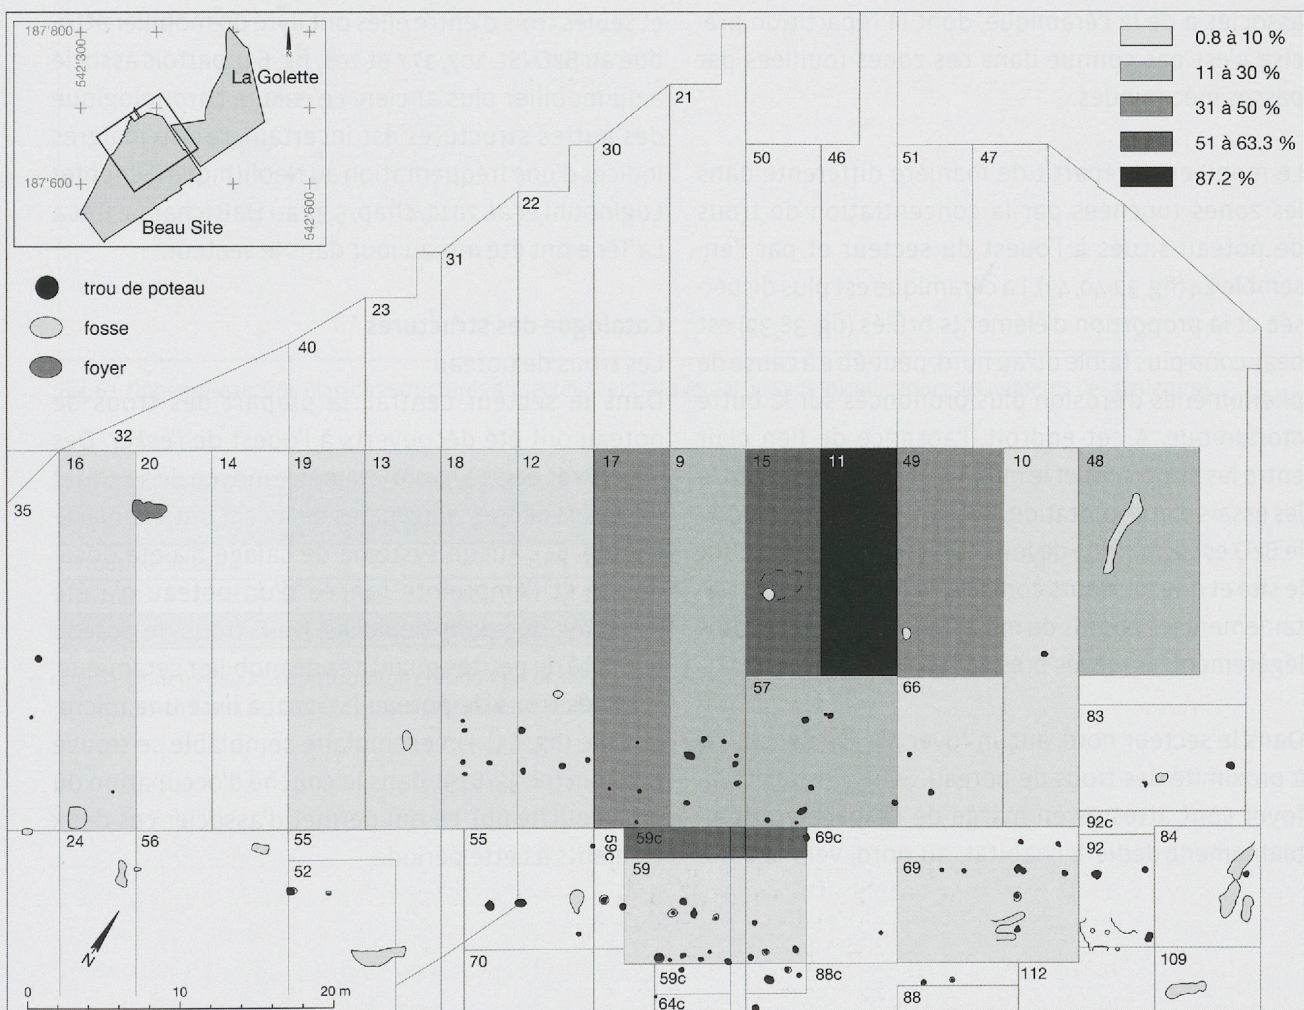 187'800
542'300
La Golette
187'600
542'900
Beau Site
0.8 à 10 %
11 à 30 %
31 à 50 %
51 à 63.3 %
87.2 %
trou de poteau
fosse
foyer
21
30
50 46 51 47
22
31
23
40
32
16 20 14 19 13 18 12 17 9 15 11 49 10 48
35
57 66
83
92c
24 56 55 55 59c 59c 69c 92 84
52 59 69
N
70 59c 88c 112 109
64c 88
0 10 20 m